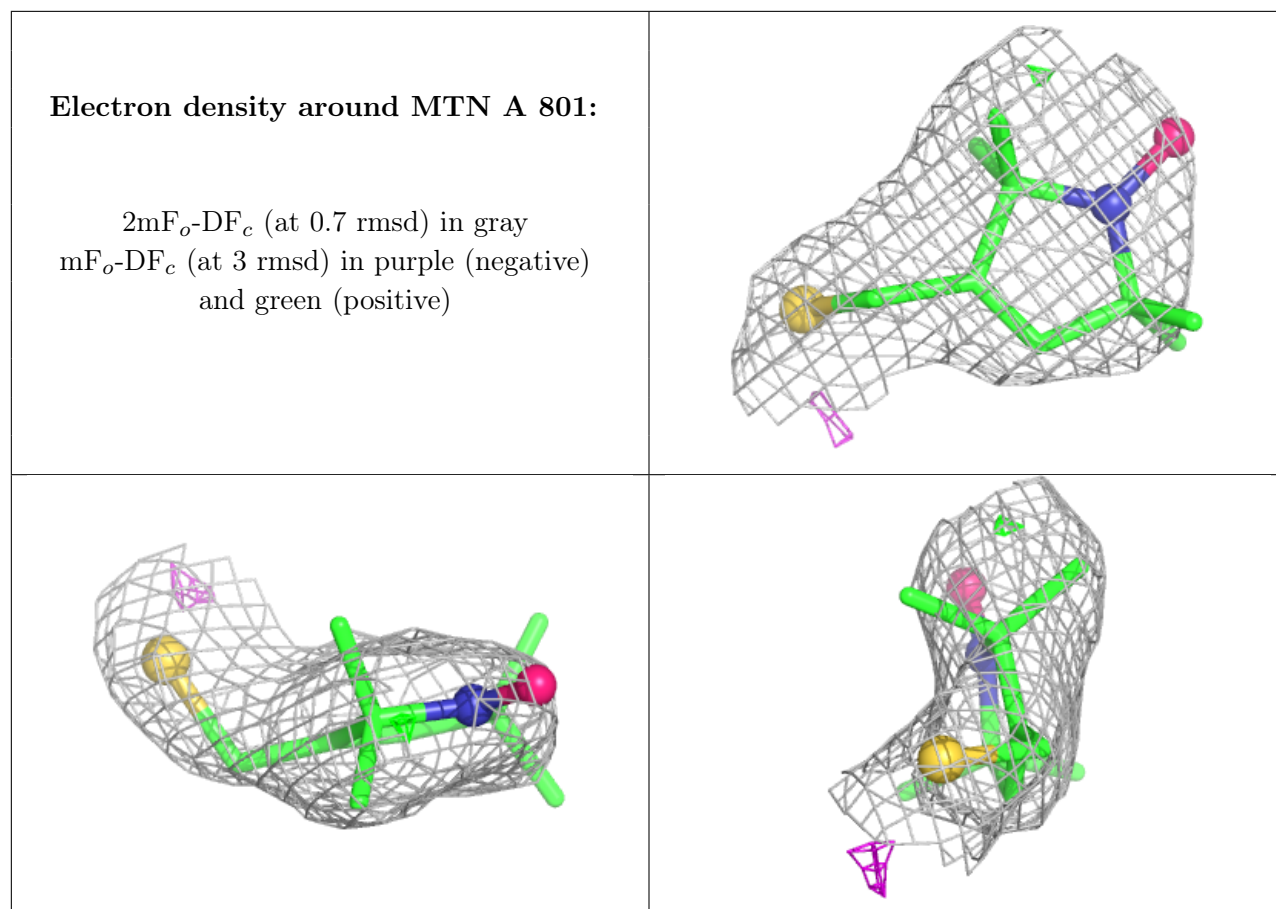 Electron density around MTN A 801:
2mFo-DFc (at 0.7 rmsd) in gray
mFo-DFc (at 3 rmsd) in purple (negative)
and green (positive)